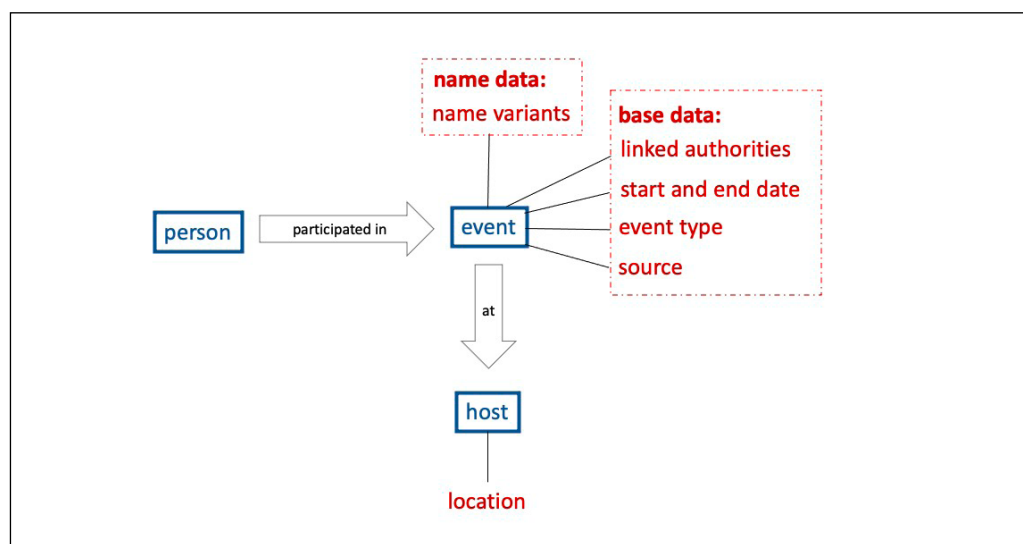 name data:
name variants
base data:
linked authorities
start and end date
event type
source
person
participated in
event
at
host
location